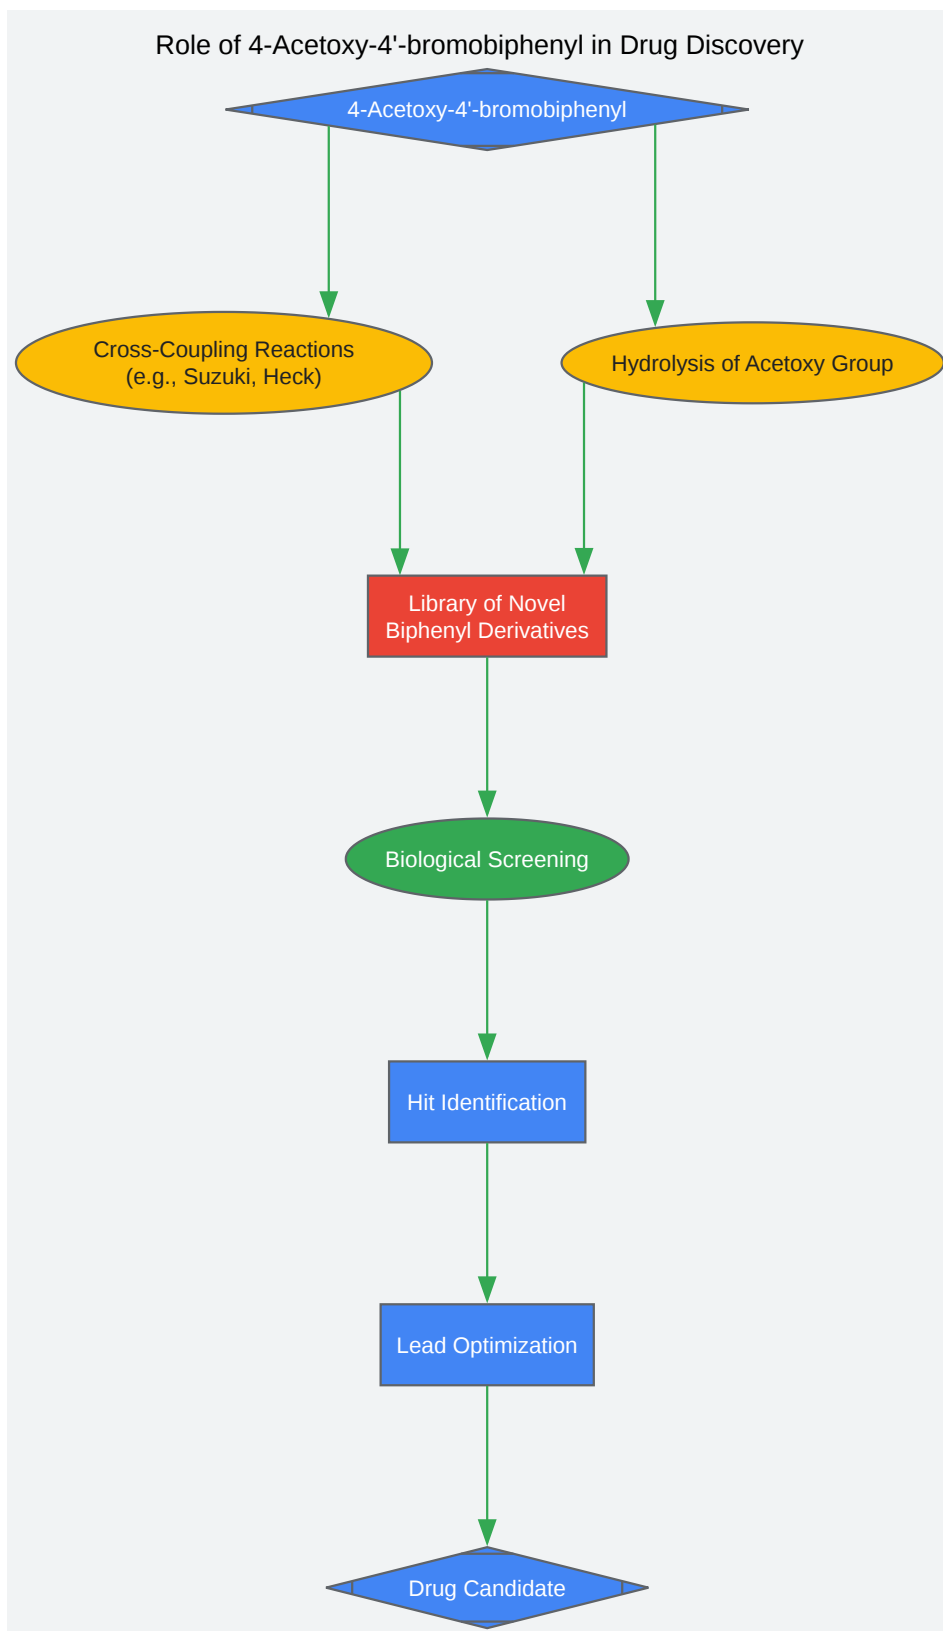 Role of 4-Acetoxy-4'-bromobiphenyl in Drug Discovery
4-Acetoxy-4'-bromobiphenyl
Cross-Coupling Reactions
(e.g., Suzuki, Heck)
Hydrolysis of Acetoxy Group
Library of Novel
Biphenyl Derivatives
Biological Screening
Hit Identification
Lead Optimization
Drug Candidate